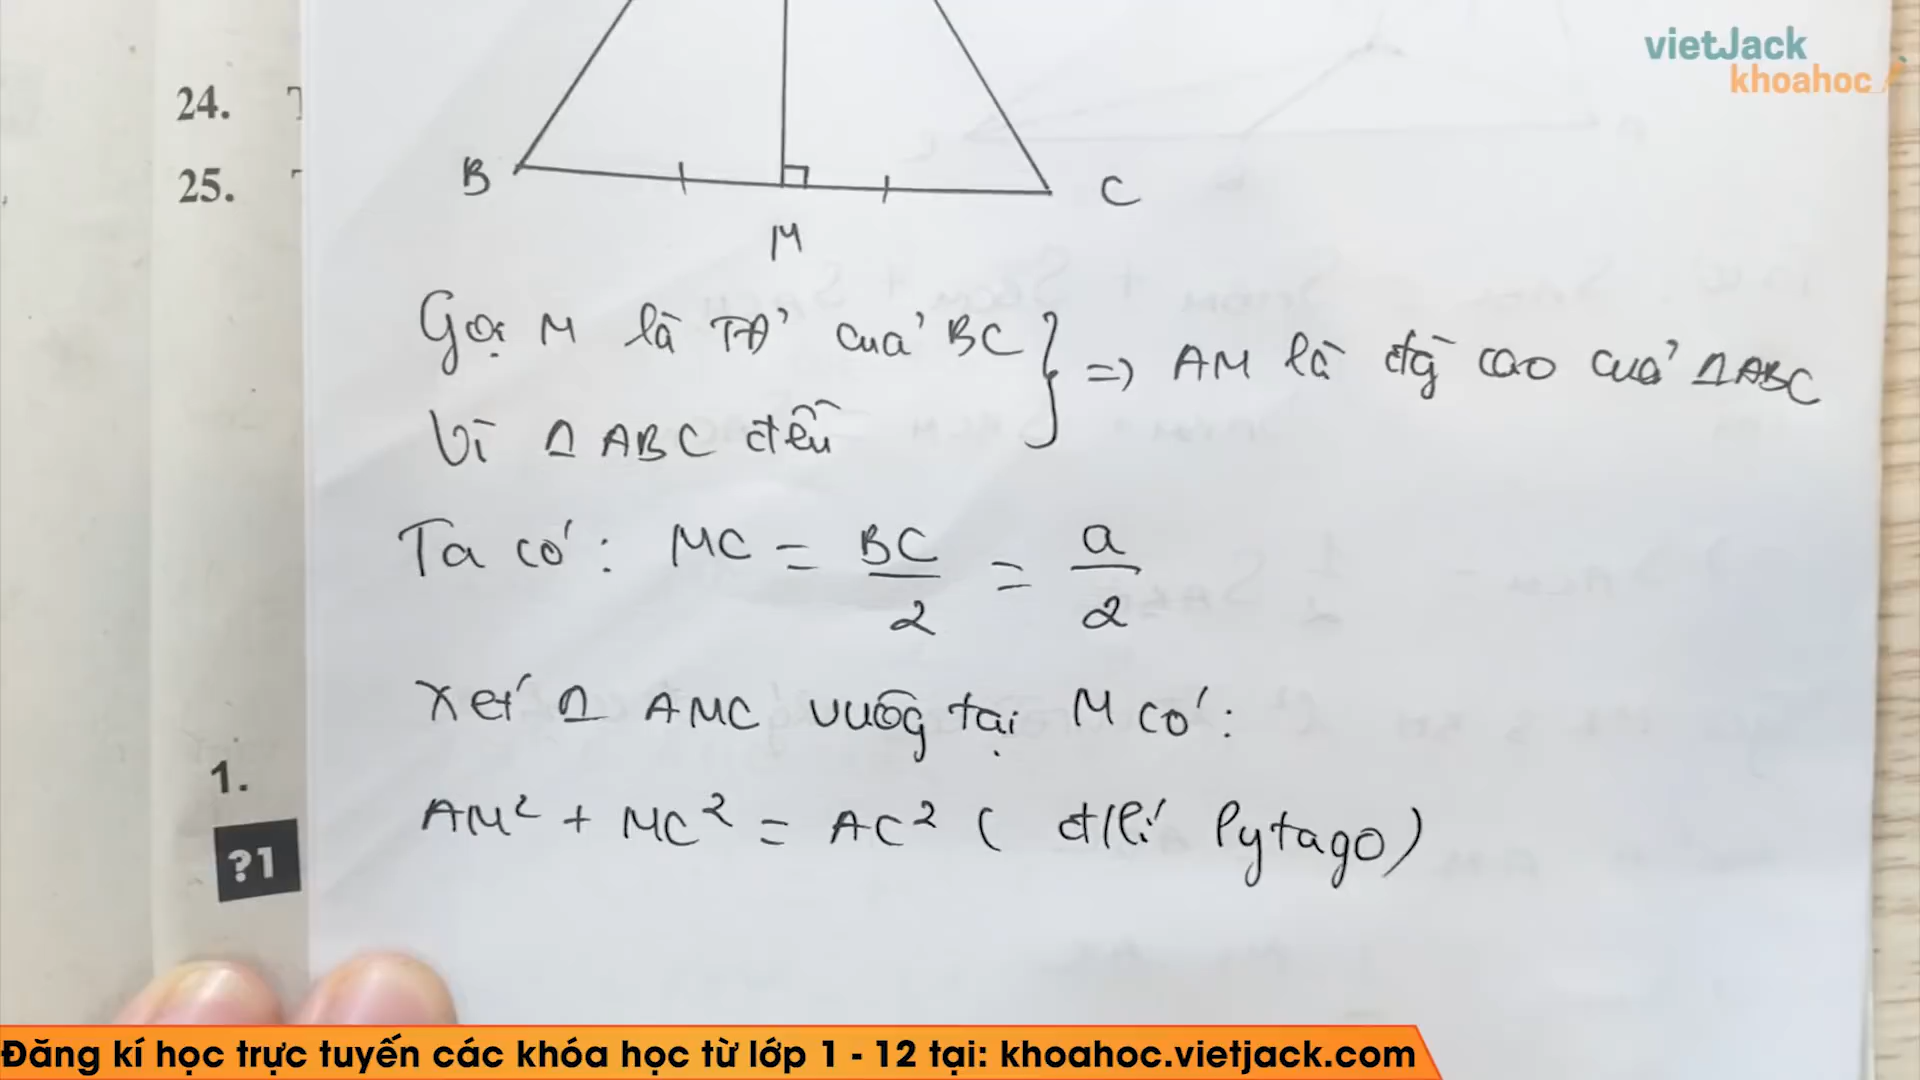 vietJack
khoahoc
24. T
25. T
B
C
M
Gọi M là TĐ' của BC
Vì Δ ABC đều
} => AM là đg̀ cao của ΔABC
Ta có: MC = BC/2 = a/2
Xét Δ AMC vuôg tại M có:
AM² + MC² = AC² ( đ/lí Pytago)
1.
?1
Đăng kí học trực tuyến các khóa học từ lớp 1 - 12 tại: khoahoc.vietjack.com